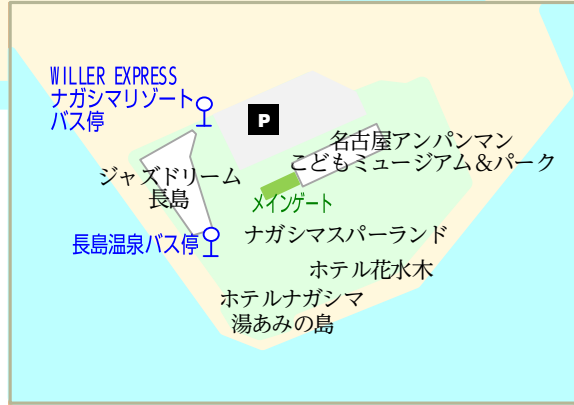 WILLER EXPRESS
ナガシマリゾート
バス停
P
名古屋アンパンマン
こどもミュージアム＆パーク
ジャズドリーム
長島
メインゲート
長島温泉バス停
ナガシマスパーランド
ホテル花水木
ホテルナガシマ
湯あみの島